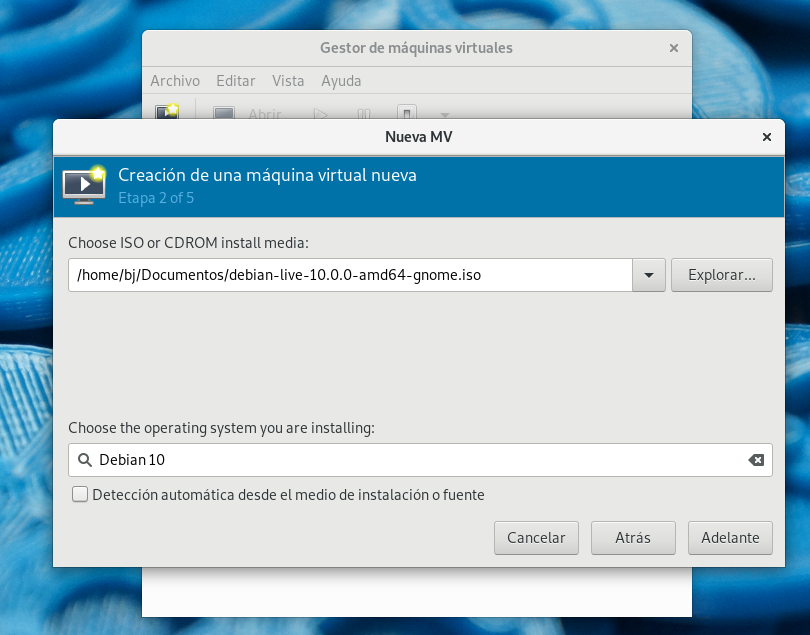 Gestor de máquinas virtuales
Archivo Editar Vista Ayuda
Abrir
Nueva MV
Creación de una máquina virtual nueva
Etapa 2 of 5
Choose ISO or CDROM install media:
/home/bj/Documentos/debian-live-10.0.0-amd64-gnome.iso
Explorar...
Choose the operating system you are installing:
Debian 10
Detección automática desde el medio de instalación o fuente
Cancelar Atrás Adelante